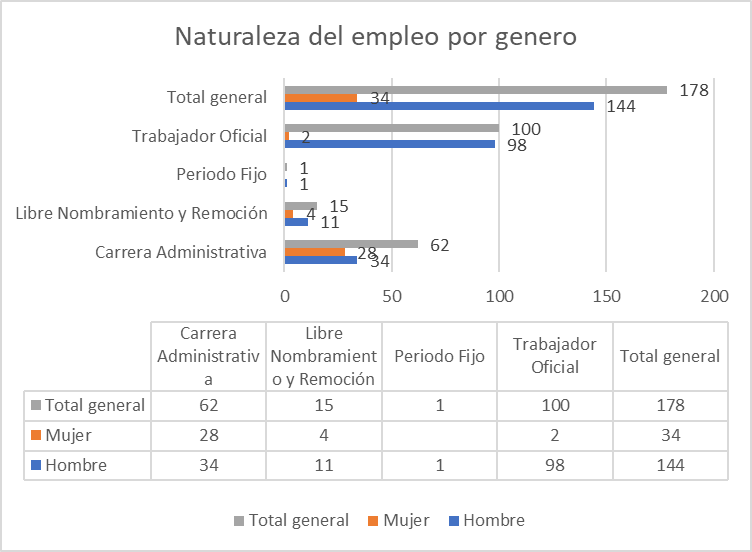 Naturaleza del empleo por genero
Total general 34 178
144
Trabajador Oficial 2 100
98
Periodo Fijo 1
1
Libre Nombramiento y Remoción 4 15
11
Carrera Administrativa 28 62
34
0 50 100 150 200
Carrera Libre Trabajador
Administrativ Nombramient Periodo Fijo Oficial Total general
a o y Remoción
Total general 62 15 1 100 178
Mujer 28 4 2 34
Hombre 34 11 1 98 144
Total general Mujer Hombre